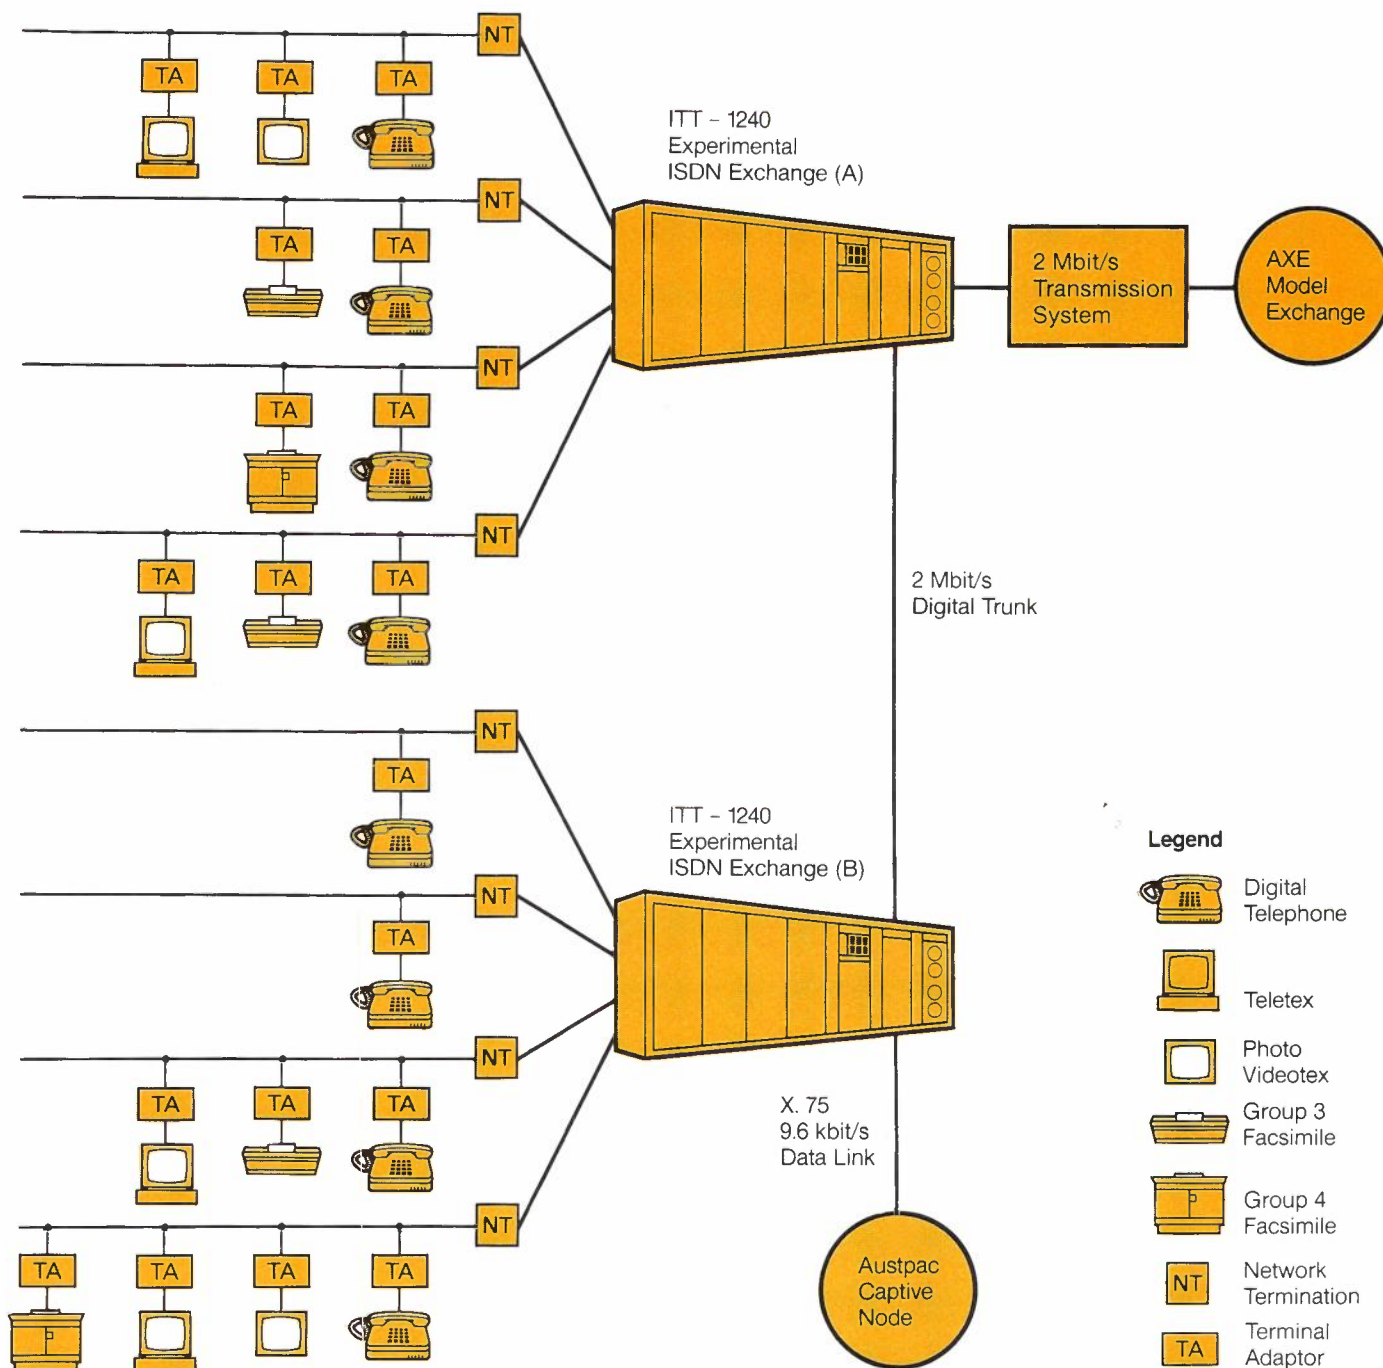 NT
TA TA TA
ITT – 1240
Experimental
ISDN Exchange (A)
NT
TA TA
2 Mbit/s
Transmission
System
AXE
Model
Exchange
NT
TA TA
NT
TA TA TA
2 Mbit/s
Digital Trunk
NT
TA
ITT – 1240
Experimental
ISDN Exchange (B)
NT
TA
NT
TA TA TA
X. 75
9.6 kbit/s
Data Link
NT
TA TA TA TA
Austpac
Captive
Node
Legend
Digital
Telephone
Teletex
Photo
Videotex
Group 3
Facsimile
Group 4
Facsimile
NT
Network
Termination
TA
Terminal
Adaptor